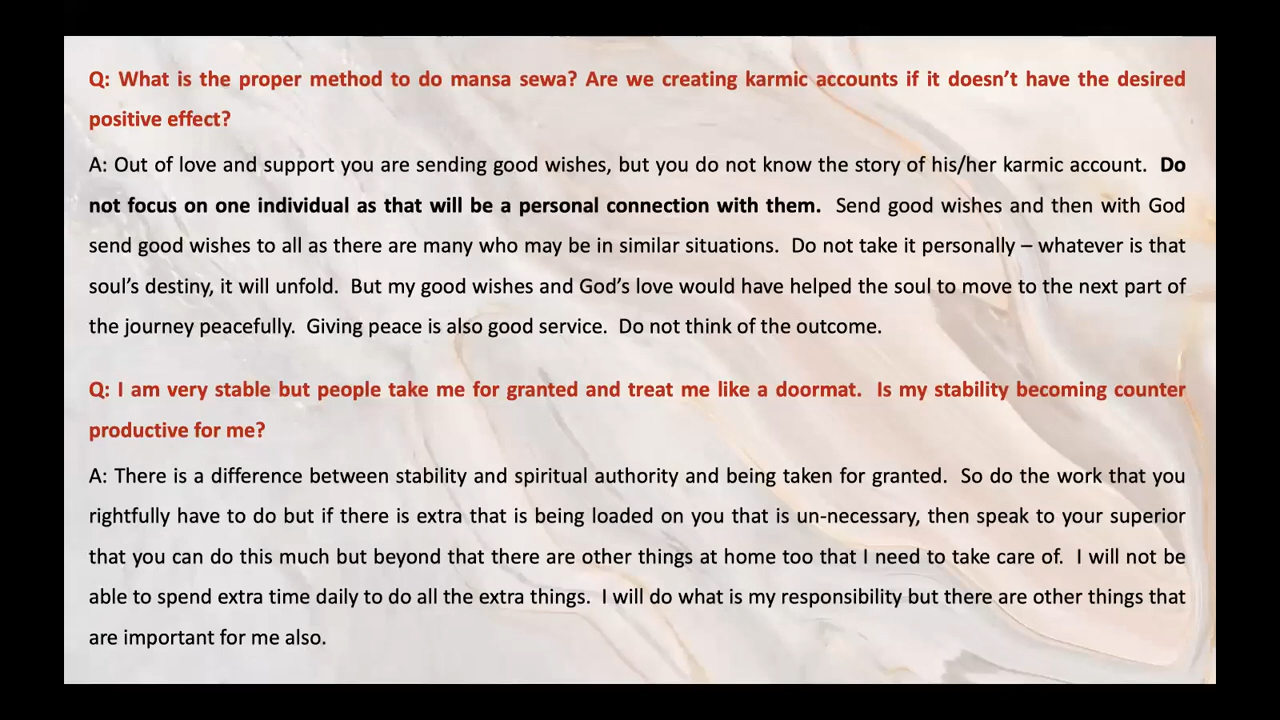 Q: What is the proper method to do mansa sewa? Are we creating karmic accounts if it doesn’t have the desired
positive effect?
A: Out of love and support you are sending good wishes, but you do not know the story of his/her karmic account. Do
not focus on one individual as that will be a personal connection with them. Send good wishes and then with God
send good wishes to all as there are many who may be in similar situations. Do not take it personally – whatever is that
soul’s destiny, it will unfold. But my good wishes and God’s love would have helped the soul to move to the next part of
the journey peacefully. Giving peace is also good service. Do not think of the outcome.
Q: I am very stable but people take me for granted and treat me like a doormat. Is my stability becoming counter
productive for me?
A: There is a difference between stability and spiritual authority and being taken for granted. So do the work that you
rightfully have to do but if there is extra that is being loaded on you that is un-necessary, then speak to your superior
that you can do this much but beyond that there are other things at home too that I need to take care of. I will not be
able to spend extra time daily to do all the extra things. I will do what is my responsibility but there are other things that
are important for me also.